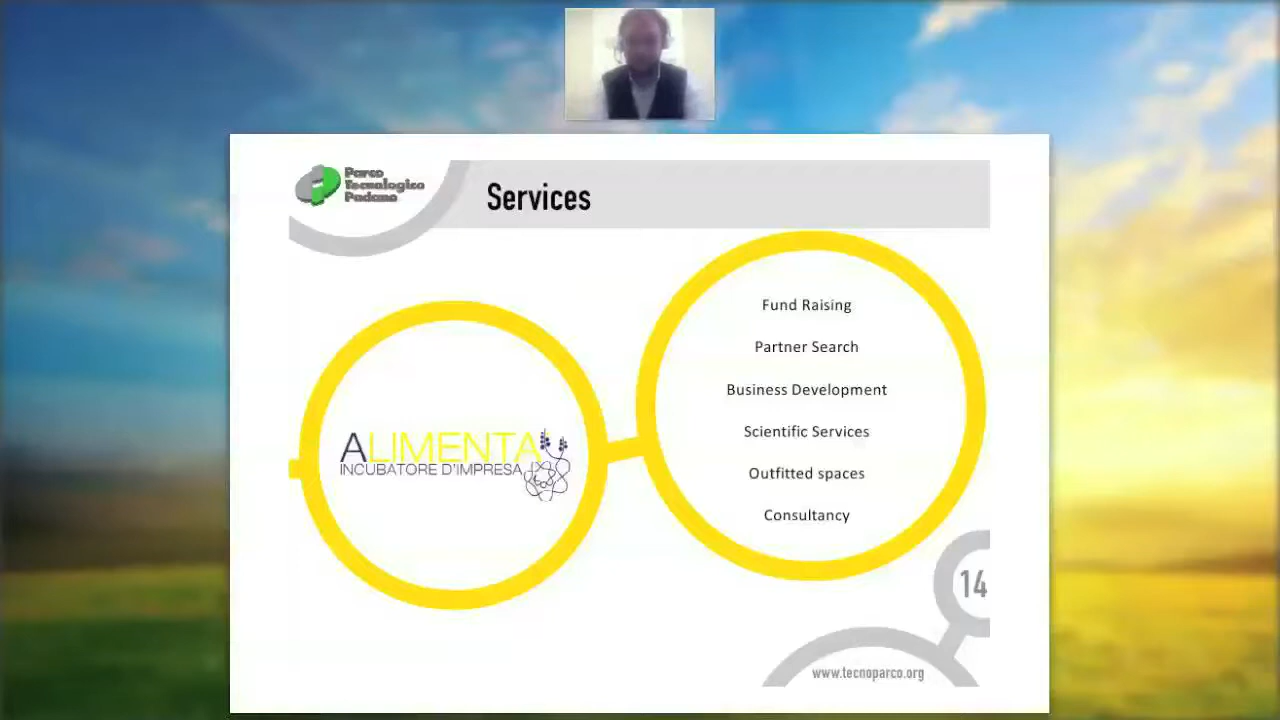 Parco
Tecnologico
Padano
Services
Fund Raising
Partner Search
Business Development
Scientific Services
Outfitted spaces
Consultancy
ALIMENTA
INCUBATORE D'IMPRESA
14
www.tecnoparco.org